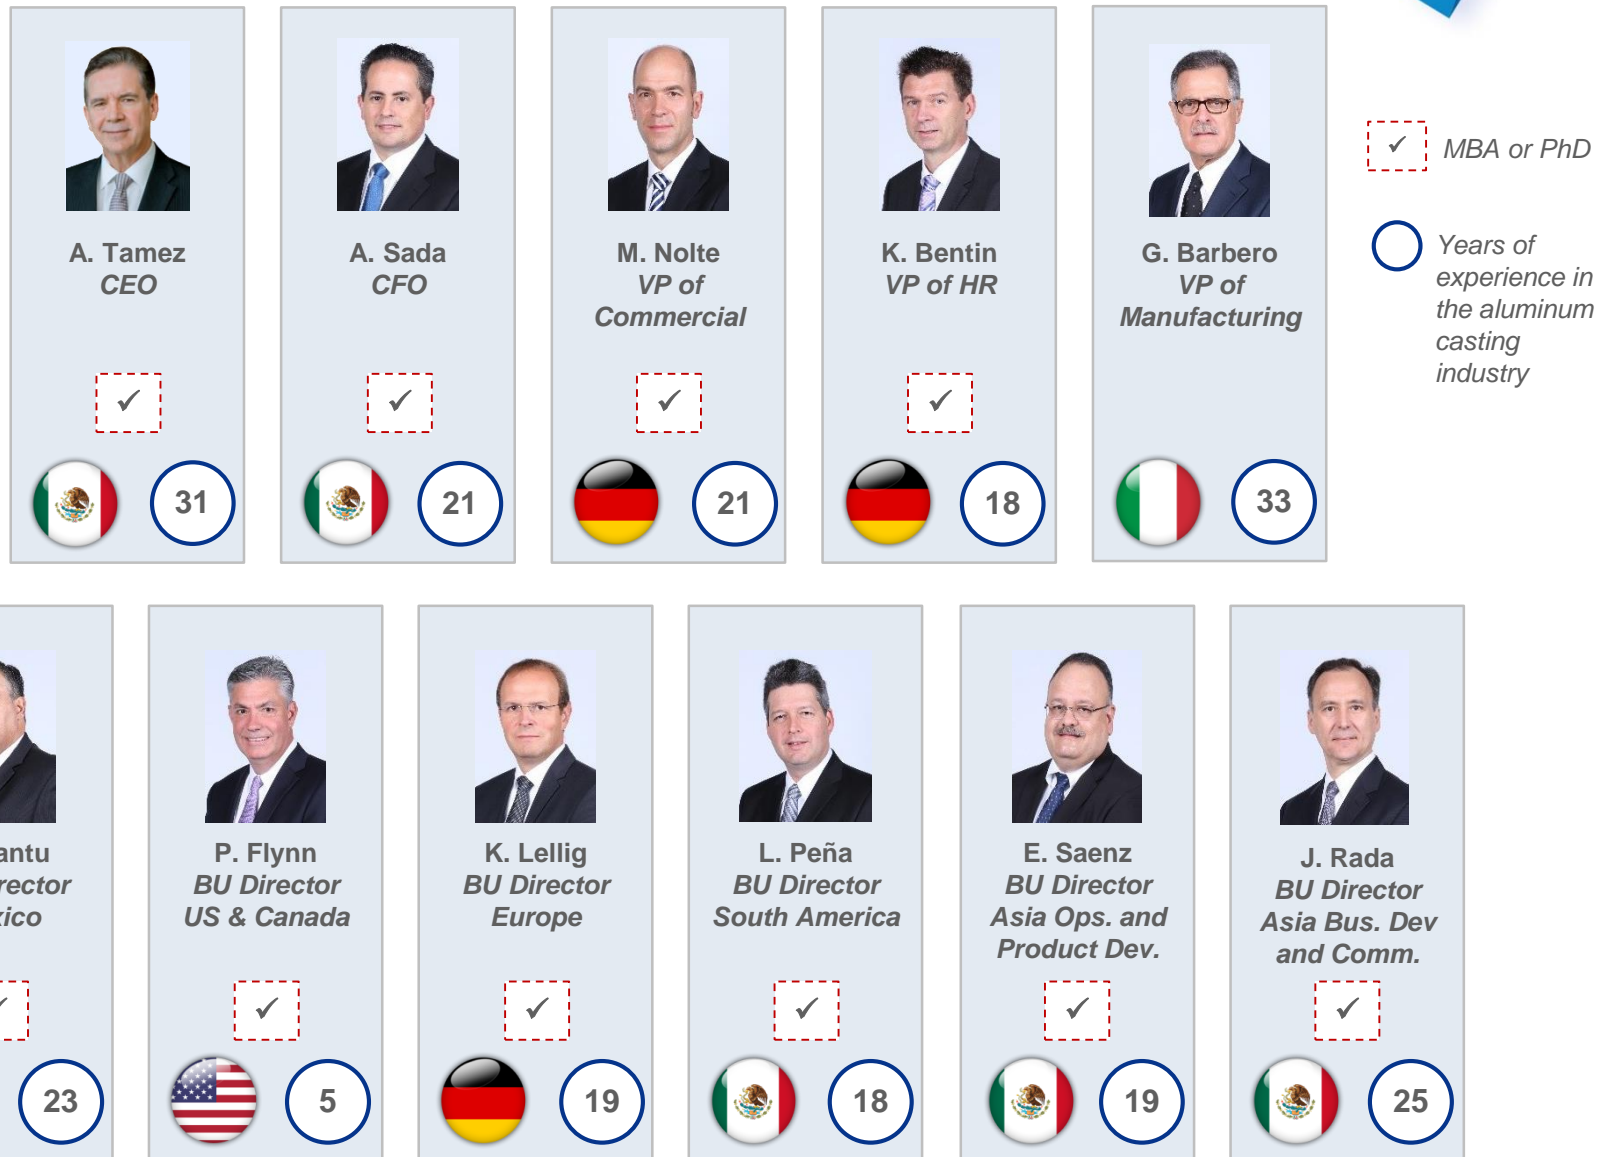 A. Tamez
CEO
31
A. Sada
CFO
21
M. Nolte
VP of
Commercial
21
K. Bentin
VP of HR
18
G. Barbero
VP of
Manufacturing
33
MBA or PhD
Years of
experience in
the aluminum
casting
industry
23
P. Flynn
BU Director
US & Canada
5
K. Lellig
BU Director
Europe
19
L. Peña
BU Director
South America
18
E. Saenz
BU Director
Asia Ops. and
Product Dev.
19
J. Rada
BU Director
Asia Bus. Dev
and Comm.
25